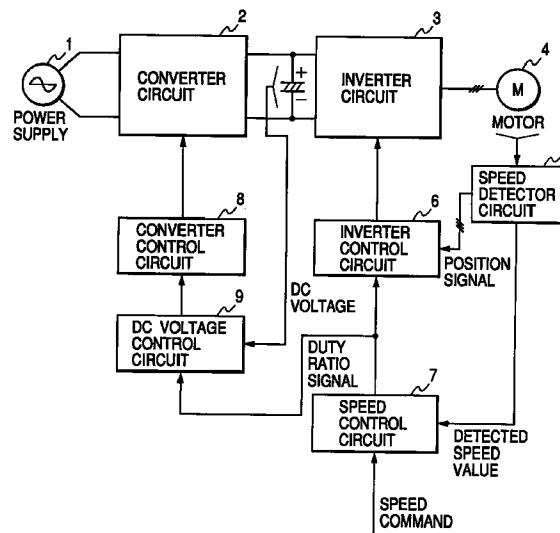 1
2
3
4
CONVERTER
CIRCUIT
+
−
INVERTER
CIRCUIT
M
POWER
SUPPLY
MOTOR
SPEED
DETECTOR
CIRCUIT
8
CONVERTER
CONTROL
CIRCUIT
6
INVERTER
CONTROL
CIRCUIT
POSITION
SIGNAL
DC
VOLTAGE
9
DC VOLTAGE
CONTROL
CIRCUIT
DUTY
RATIO
SIGNAL
7
SPEED
CONTROL
CIRCUIT
DETECTED
SPEED
VALUE
SPEED
COMMAND